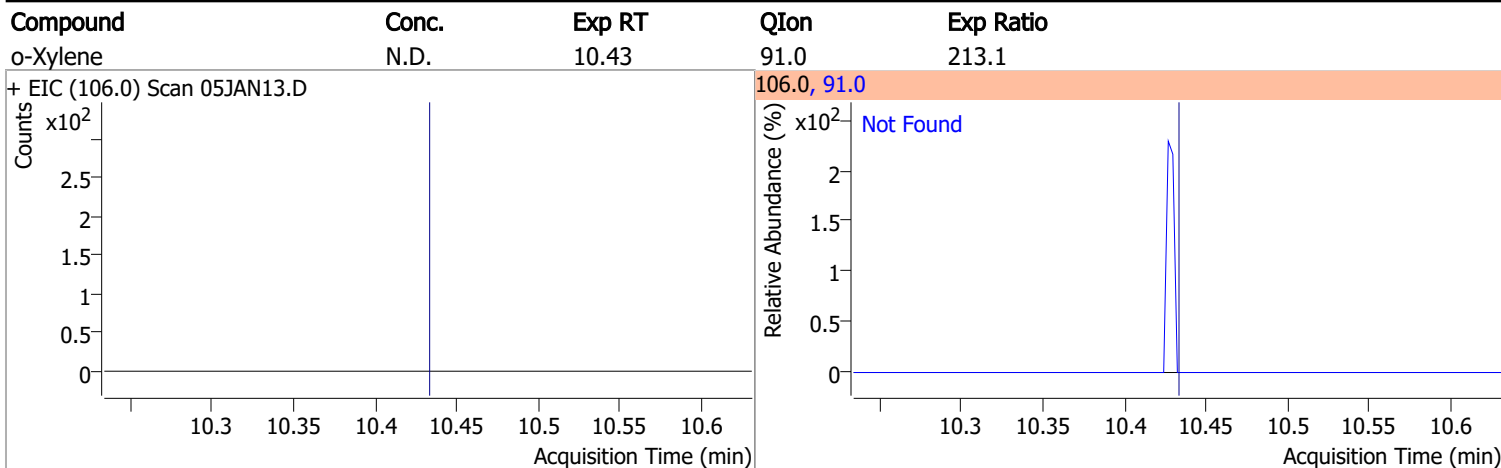 Compound Conc. Exp RT QIon Exp Ratio
o-Xylene N.D. 10.43 91.0 213.1
+ EIC (106.0) Scan 05JAN13.D
Counts
x10²
2.5
2
1.5
1
0.5
0
10.3 10.35 10.4 10.45 10.5 10.55 10.6
Acquisition Time (min)
106.0, 91.0
Relative Abundance (%)
x10²
Not Found
2
1.5
1
0.5
0
10.3 10.35 10.4 10.45 10.5 10.55 10.6
Acquisition Time (min)